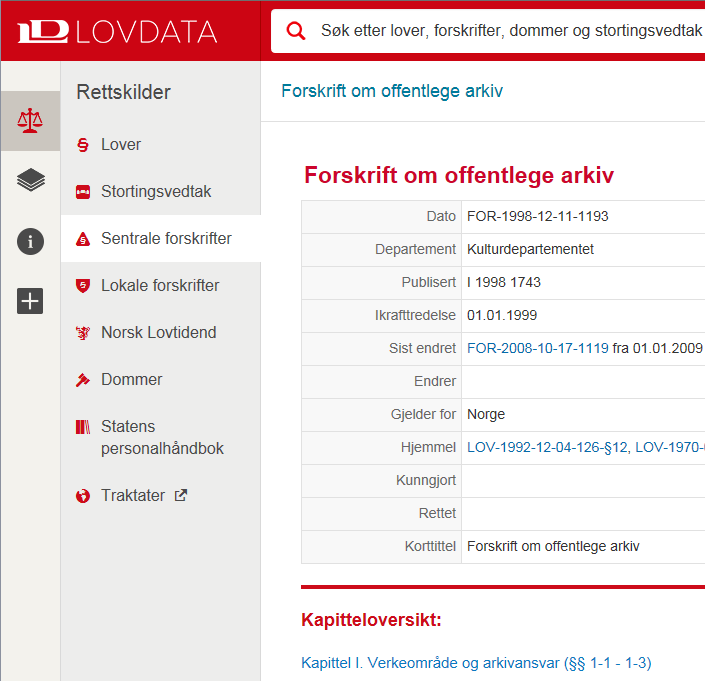 LOVDATA
Søk etter lover, forskrifter, dommer og stortingsvedtak
Rettskilder
Lover
Stortingsvedtak
Sentrale forskrifter
Lokale forskrifter
Norsk Lovtidend
Dommer
Statens
personalhåndbok
Traktater
Forskrift om offentlege arkiv
Forskrift om offentlege arkiv
Dato FOR-1998-12-11-1193
Departement Kulturdepartementet
Publisert I 1998 1743
Ikrafttredelse 01.01.1999
Sist endret FOR-2008-10-17-1119 fra 01.01.2009
Endrer
Gjelder for Norge
Hjemmel LOV-1992-12-04-126-§12, LOV-1970-
Kunngjort
Rettet
Korttittel Forskrift om offentlege arkiv
Kapitteloversikt:
Kapittel I. Verkeområde og arkivansvar (§§ 1-1 - 1-3)